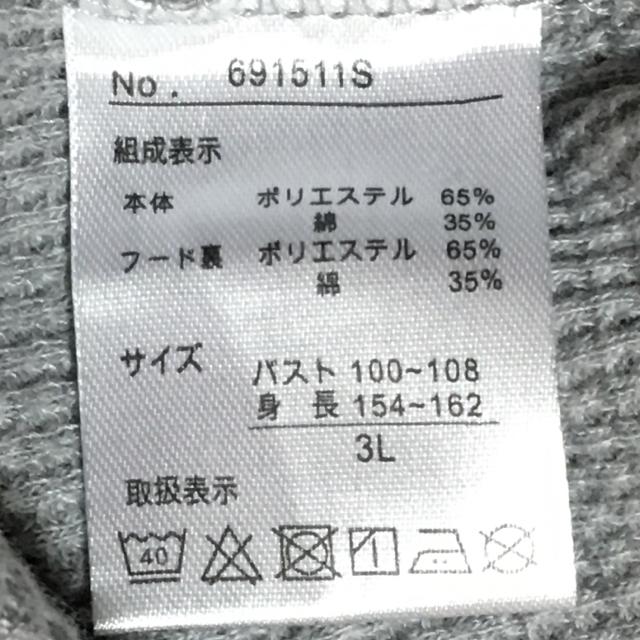 No. 691511S
組成表示
本体 ポリエステル 65%
綿 35%
フード裏 ポリエステル 65%
綿 35%
サイズ バスト 100~108
身長 154~162
3L
取扱表示
40